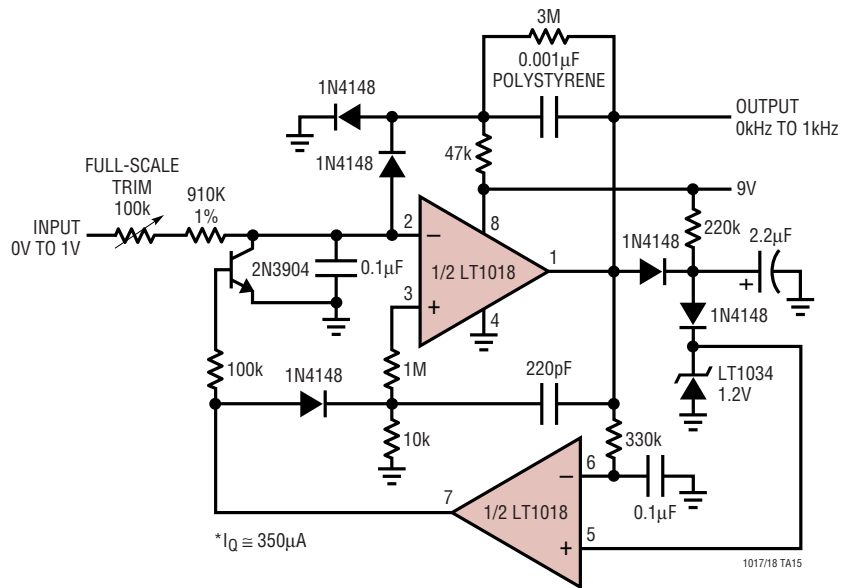 3M
0.001µF
POLYSTYRENE
1N4148
OUTPUT
0kHz TO 1kHz
1N4148
47k
FULL-SCALE
TRIM
100k
910K
1%
9V
INPUT
0V TO 1V
2
–
8
1N4148
220k
2.2µF
+
2N3904
0.1µF
1/2 LT1018
1
3
+
4
1N4148
100k
1N4148
1M
220pF
LT1034
1.2V
10k
330k
6
–
7
1/2 LT1018
0.1µF
5
+
*IQ ≅ 350µA
1017/18 TA15